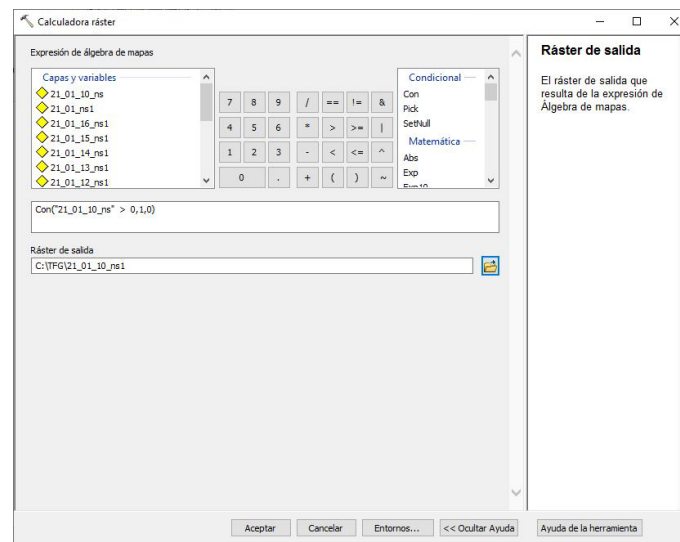 Calculadora ráster
Expresión de álgebra de mapas
Capas y variables
21_01_10_ns
21_01_ns1
21_01_16_ns1
21_01_15_ns1
21_01_14_ns1
21_01_13_ns1
21_01_12_ns1
7 8 9 / == != &
4 5 6 * > >= |
1 2 3 - < <= ^
0 . + ( ) ~
Condicional
Con
Pick
SetNull
Matemática
Abs
Exp
Exp10
Con("21_01_10_ns" > 0,1,0)
Ráster de salida
C:\TFG\21_01_10_ns1
Aceptar Cancelar Entornos... << Ocultar Ayuda
Ráster de salida
El ráster de salida que
resulta de la expresión de
Álgebra de mapas.
Ayuda de la herramienta